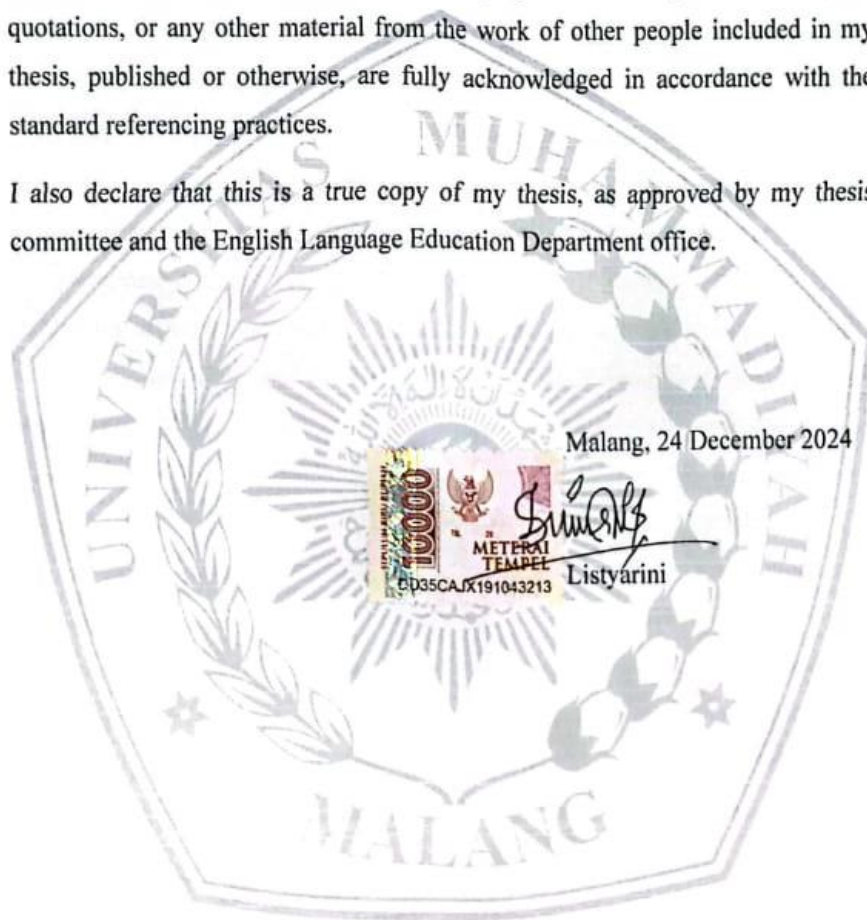 quotations, or any other material from the work of other people included in my
thesis, published or otherwise, are fully acknowledged in accordance with the
standard referencing practices.
I also declare that this is a true copy of my thesis, as approved by my thesis
committee and the English Language Education Department office.
UNIVERSITAS MUHAMMADIYAH
Malang, 24 December 2024
10000
METERAI
TEMPEL
DD35CAJX191043213
Listyarini
MALANG